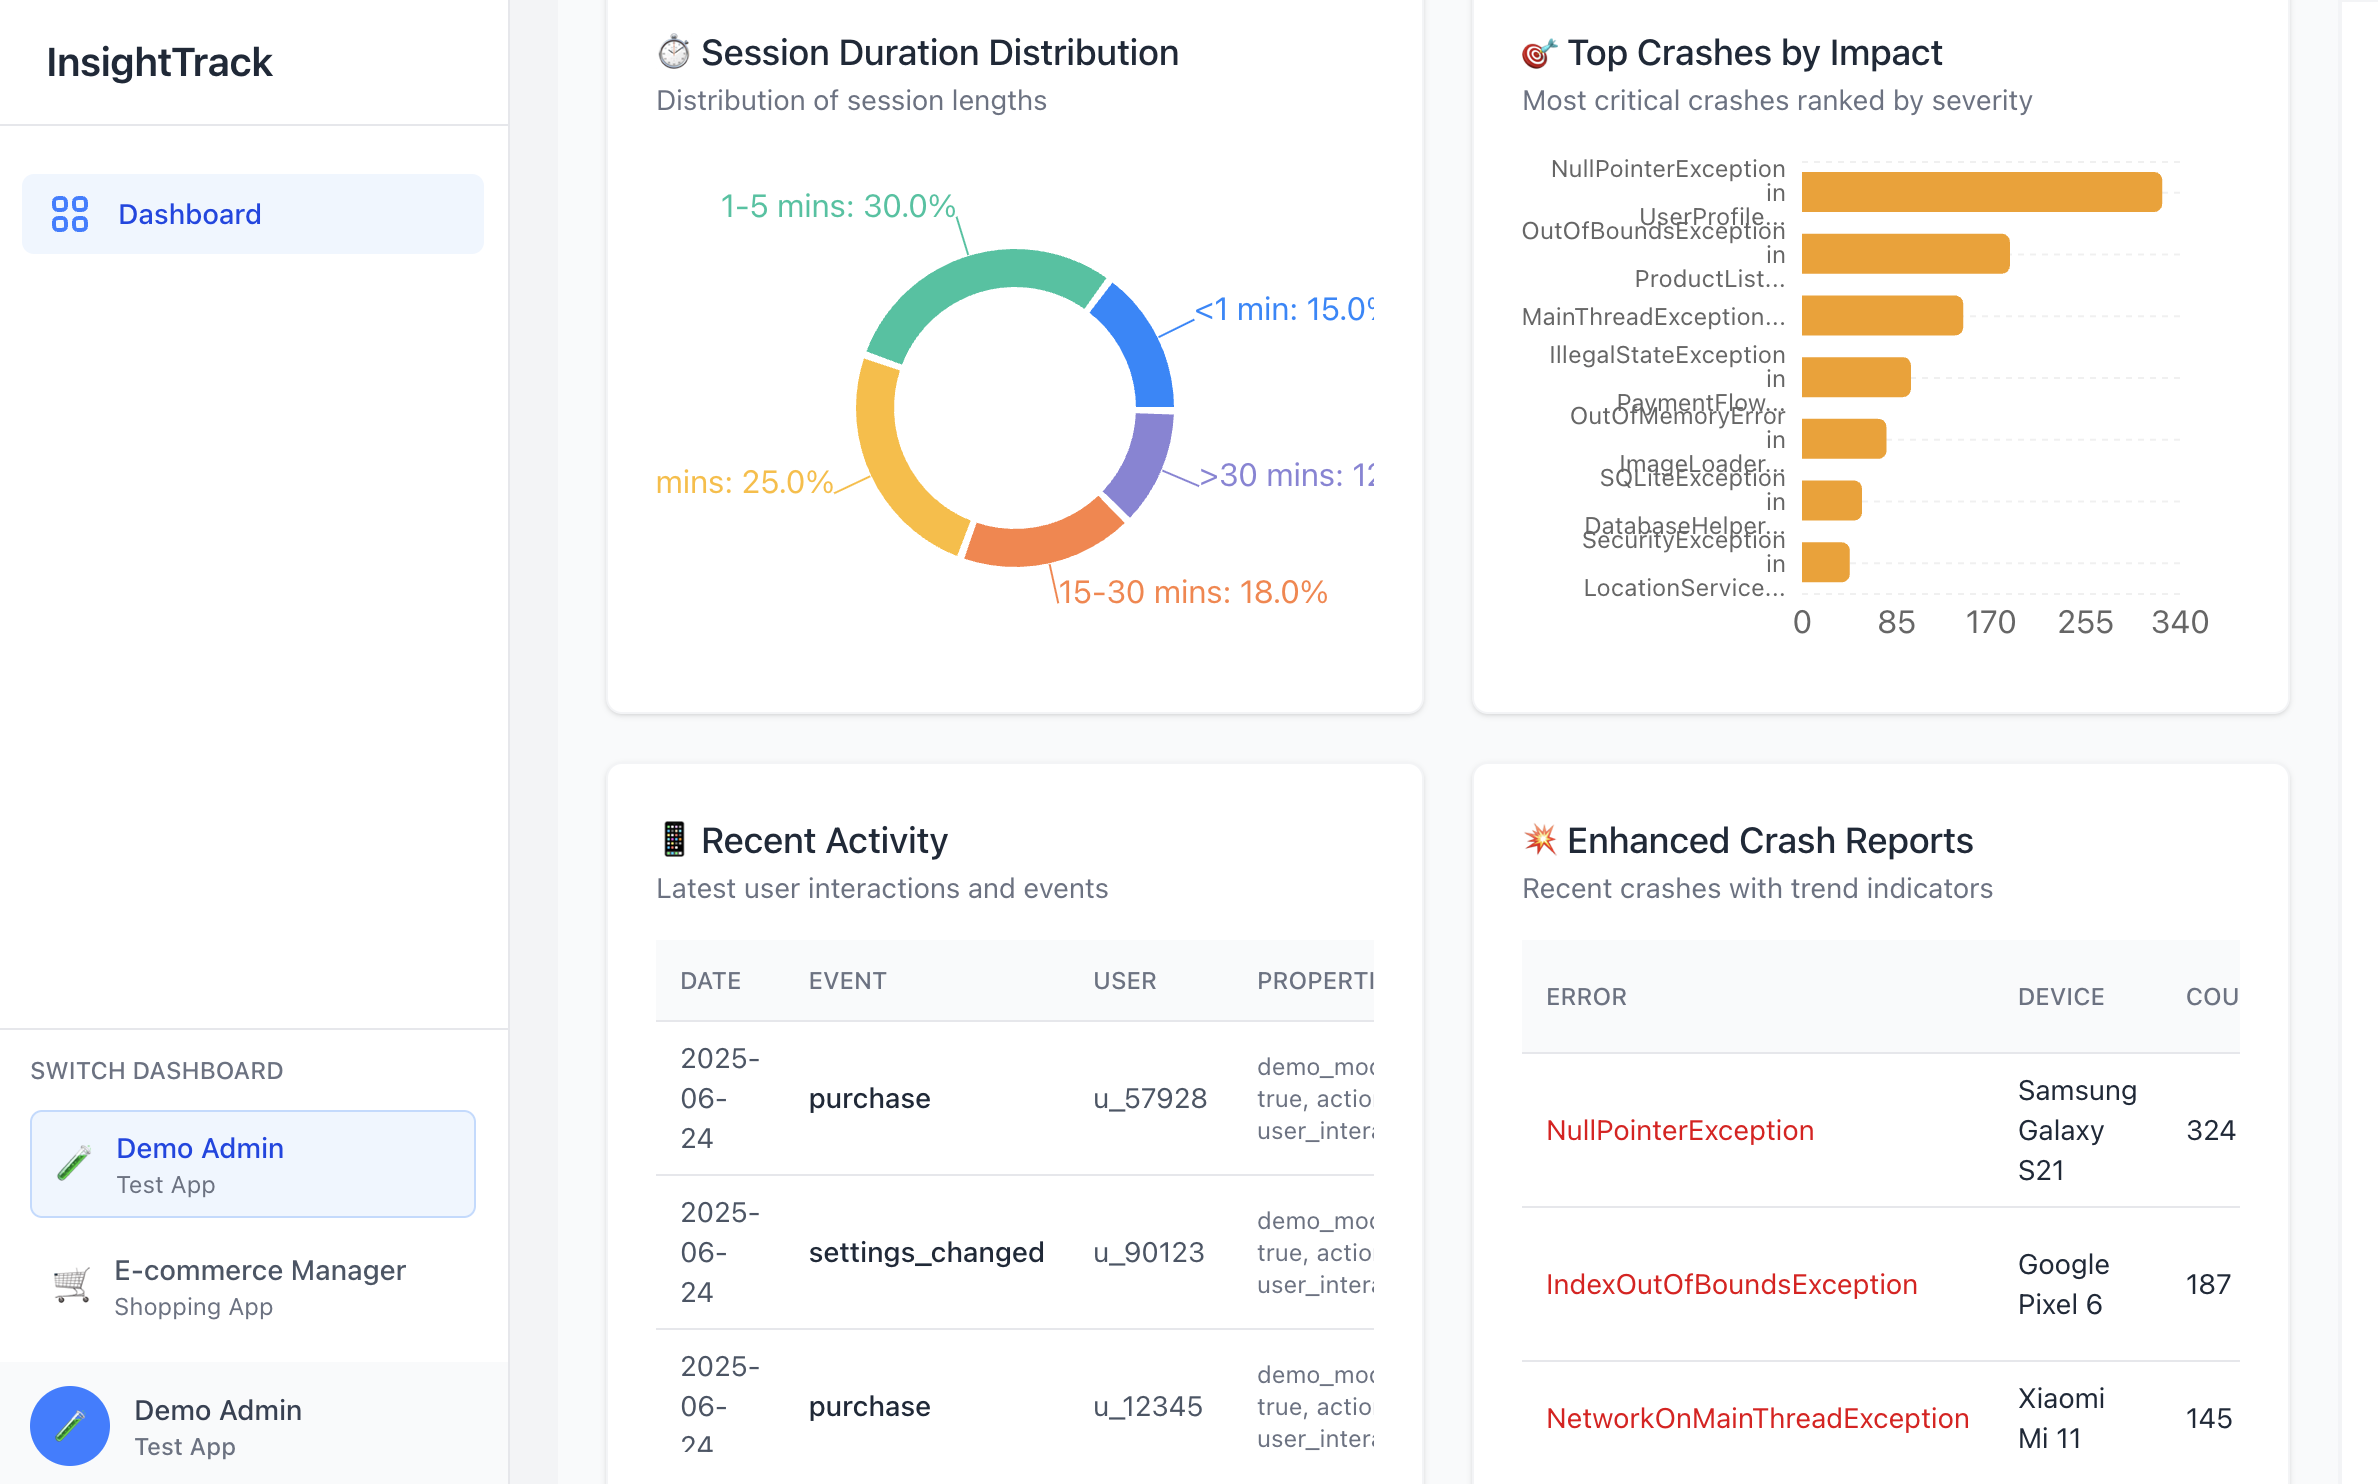 InsightTrack
Dashboard
SWITCH DASHBOARD
Demo Admin
Test App
E-commerce Manager
Shopping App
Demo Admin
Test App
Session Duration Distribution
Distribution of session lengths
1-5 mins: 30.0%
<1 min: 15.0%
mins: 25.0%
>30 mins: 12
15-30 mins: 18.0%
Top Crashes by Impact
Most critical crashes ranked by severity
NullPointerException
in
UserProfile...
OutOfBoundsException
in
ProductList...
MainThreadException...
IllegalStateException
in
PaymentFlow...
OutOfMemoryError
in
ImageLoader...
SQLiteException
in
DatabaseHelper...
SecurityException
in
LocationService...
0 85 170 255 340
Recent Activity
Latest user interactions and events
DATE EVENT USER PROPERTI
2025-
06-
24
purchase
u_57928
demo_mod
true, actio
user_intera
2025-
06-
24
settings_changed
u_90123
demo_mod
true, actio
user_intera
2025-
06-
24
purchase
u_12345
demo_mod
true, actio
user_intera
Enhanced Crash Reports
Recent crashes with trend indicators
ERROR DEVICE COU
NullPointerException
Samsung
Galaxy
S21
324
IndexOutOfBoundsException
Google
Pixel 6
187
NetworkOnMainThreadException
Xiaomi
Mi 11
145